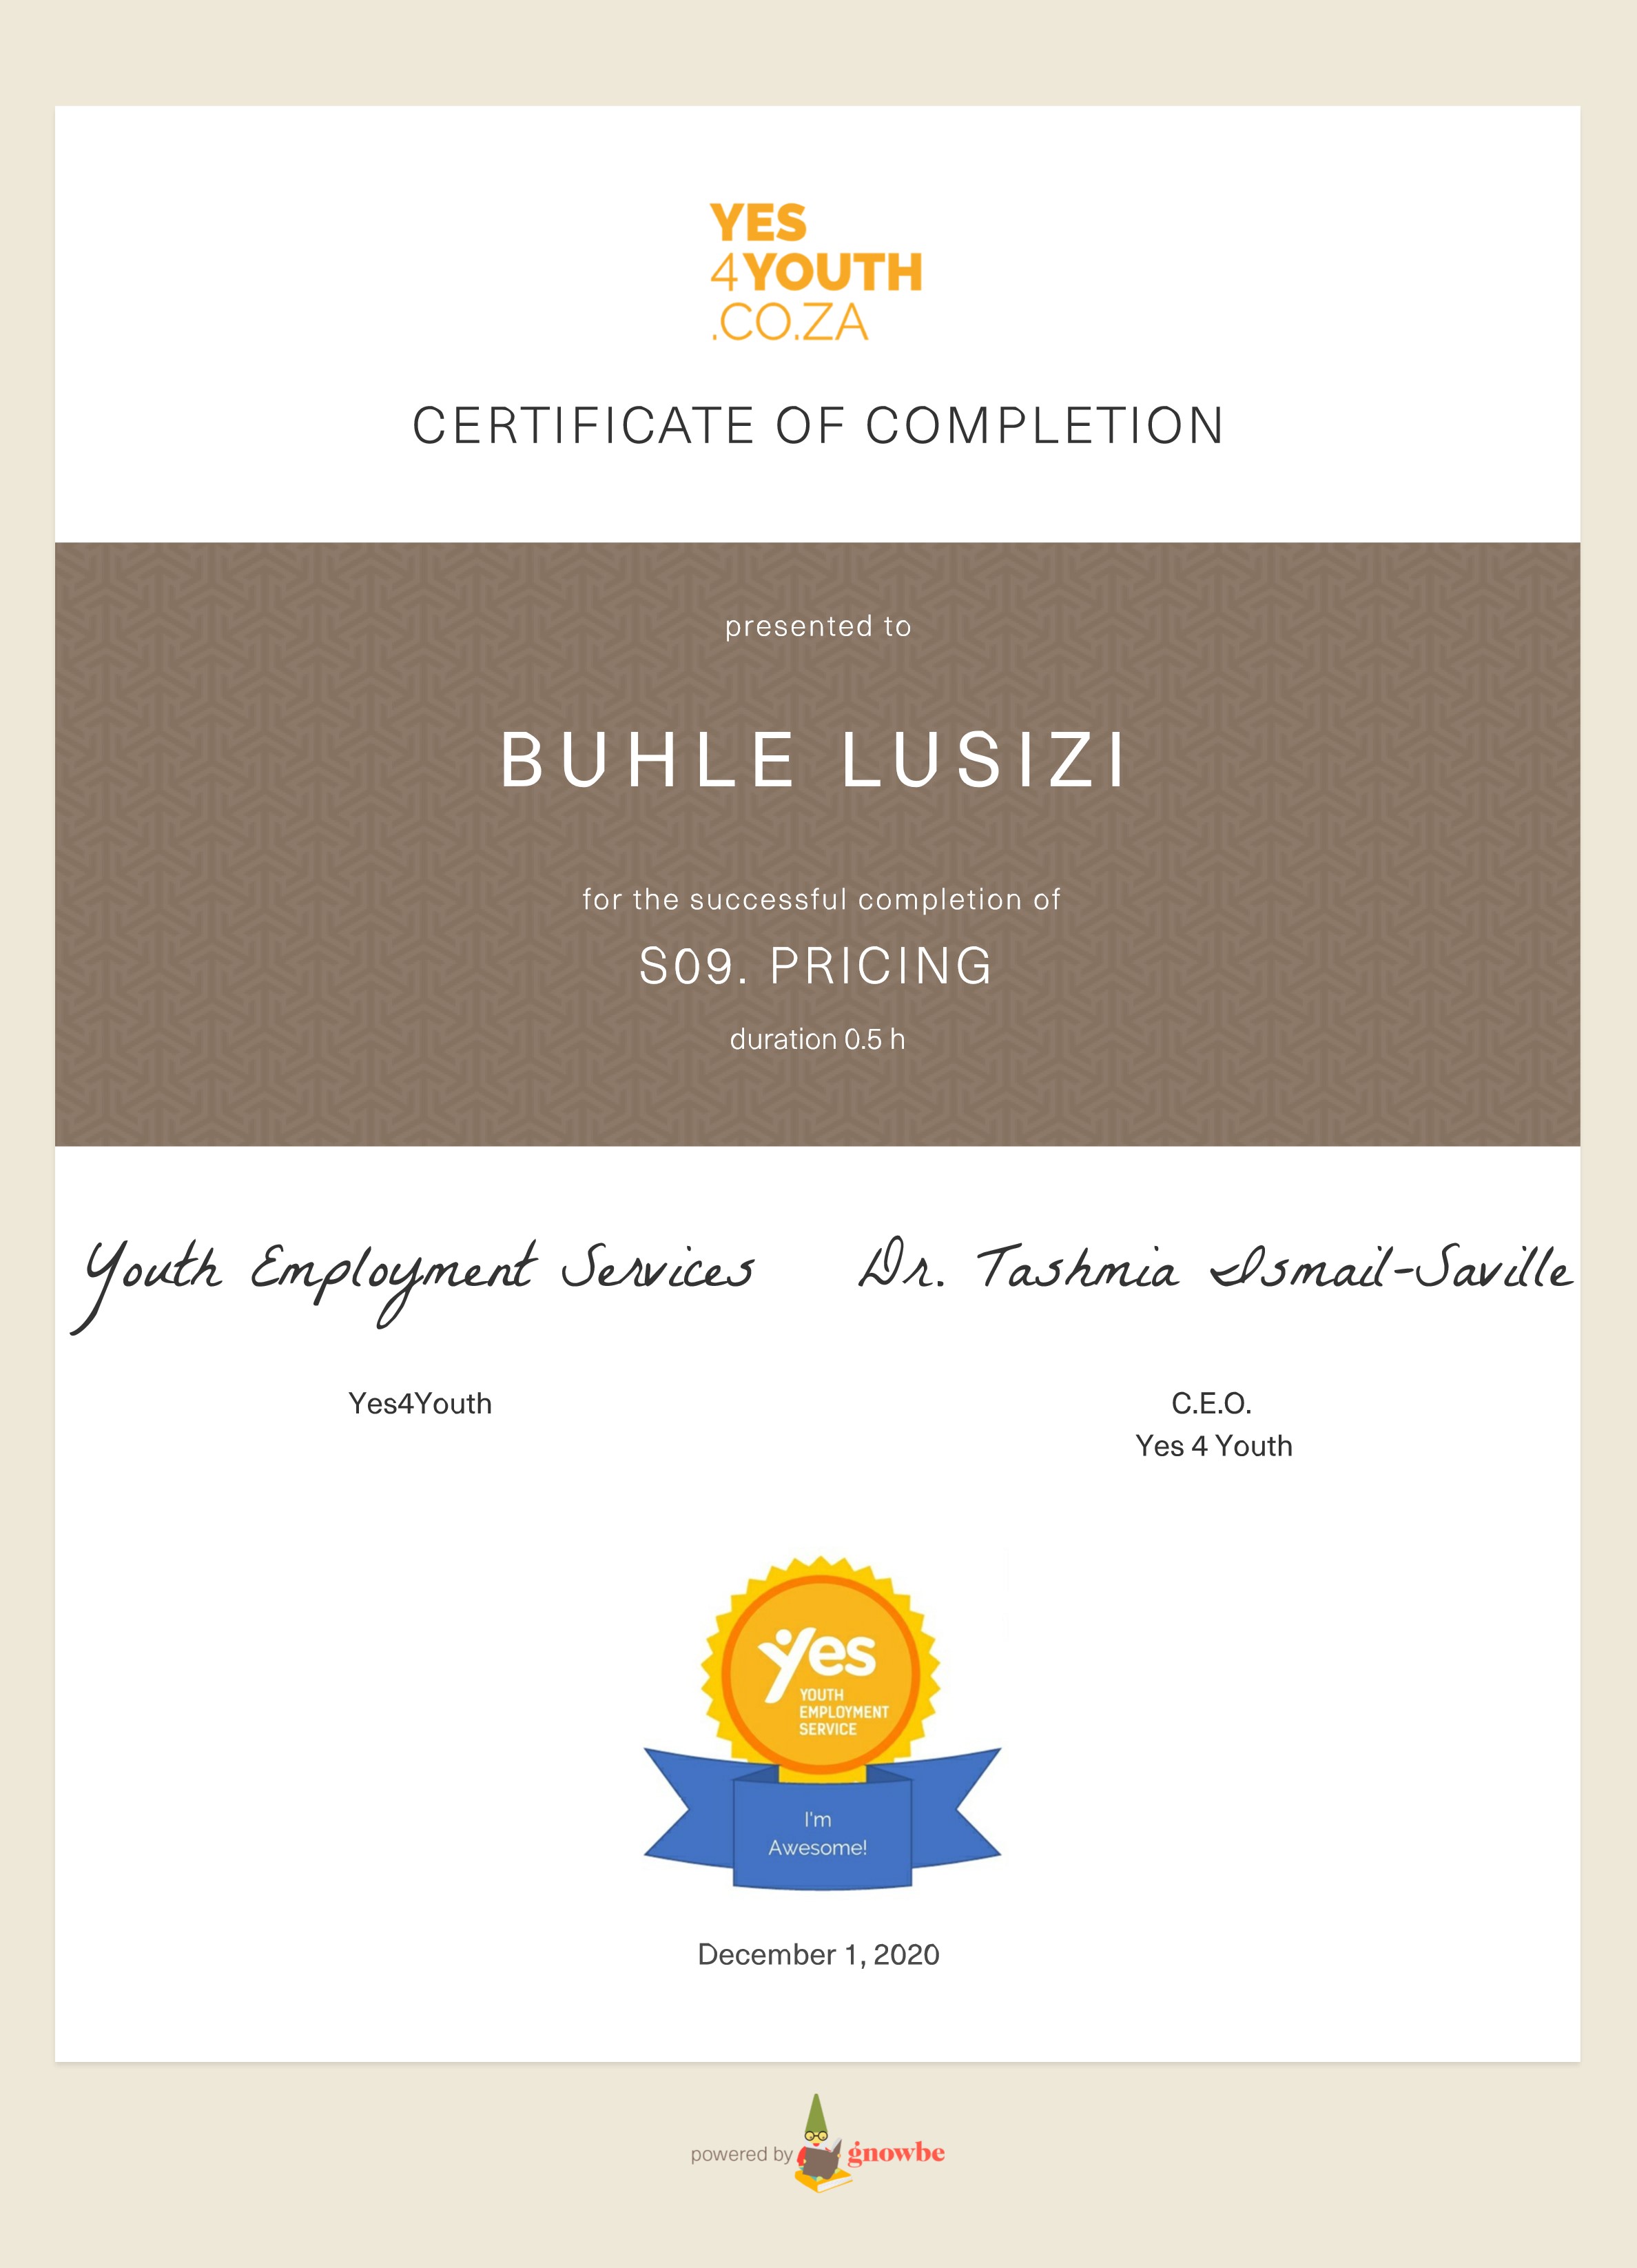 YES
4YOUTH
.CO.ZA
CERTIFICATE OF COMPLETION
presented to
BUHLE LUSIZI
for the successful completion of
S09. PRICING
duration 0.5 h
Youth Employment Services
Dr. Tashmia Ismail-Saville
Yes4Youth
C.E.O.
Yes 4 Youth
yes
YOUTH
EMPLOYMENT
SERVICE
I'm
Awesome!
December 1, 2020
powered by gnowbe